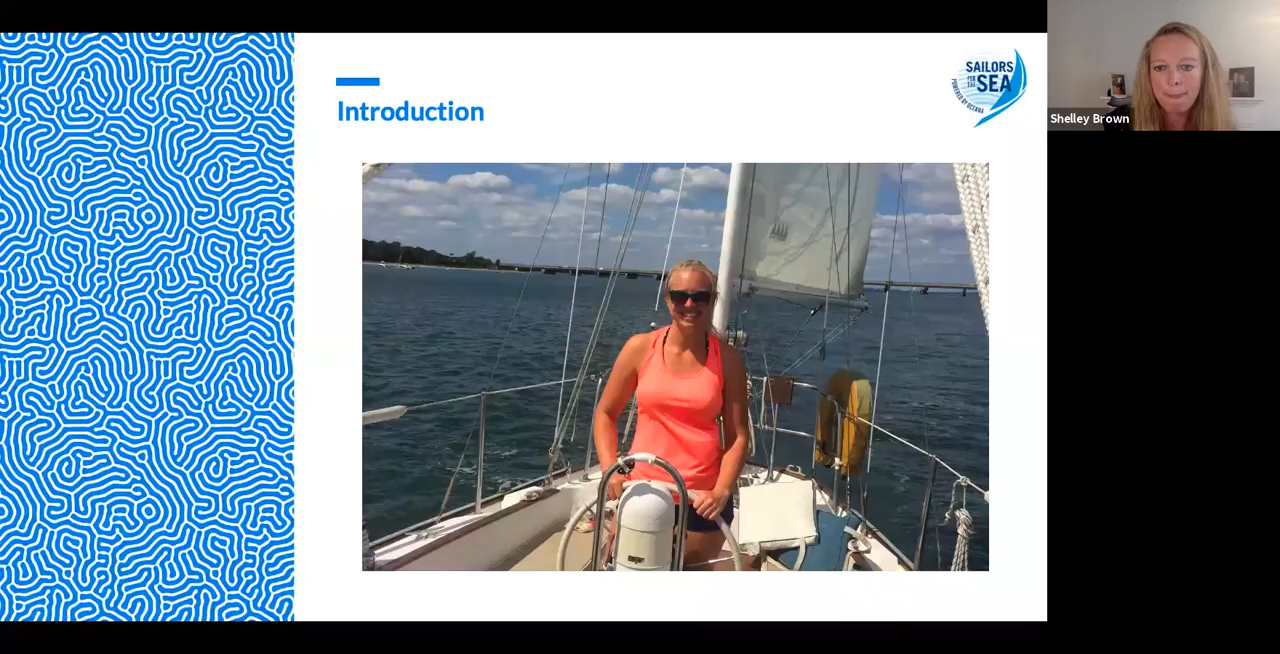 Introduction
SAILORS
FOR
THE
SEA
POWERED BY OCEANA
Shelley Brown